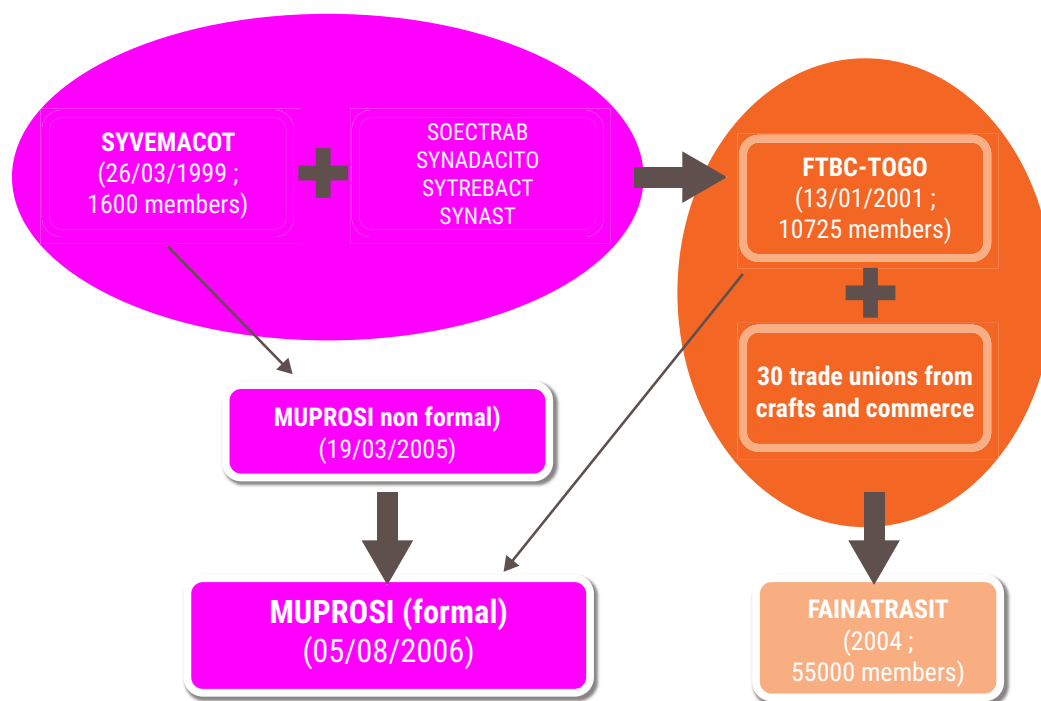 SYVEMACOT
(26/03/1999 ;
1600 members)
SOECTRAB
SYNADACITO
SYTREBACT
SYNAST
FTBC-TOGO
(13/01/2001 ;
10725 members)
30 trade unions from
crafts and commerce
MUPROSI non formal)
(19/03/2005)
MUPROSI (formal)
(05/08/2006)
FAINATRASIT
(2004 ;
55000 members)